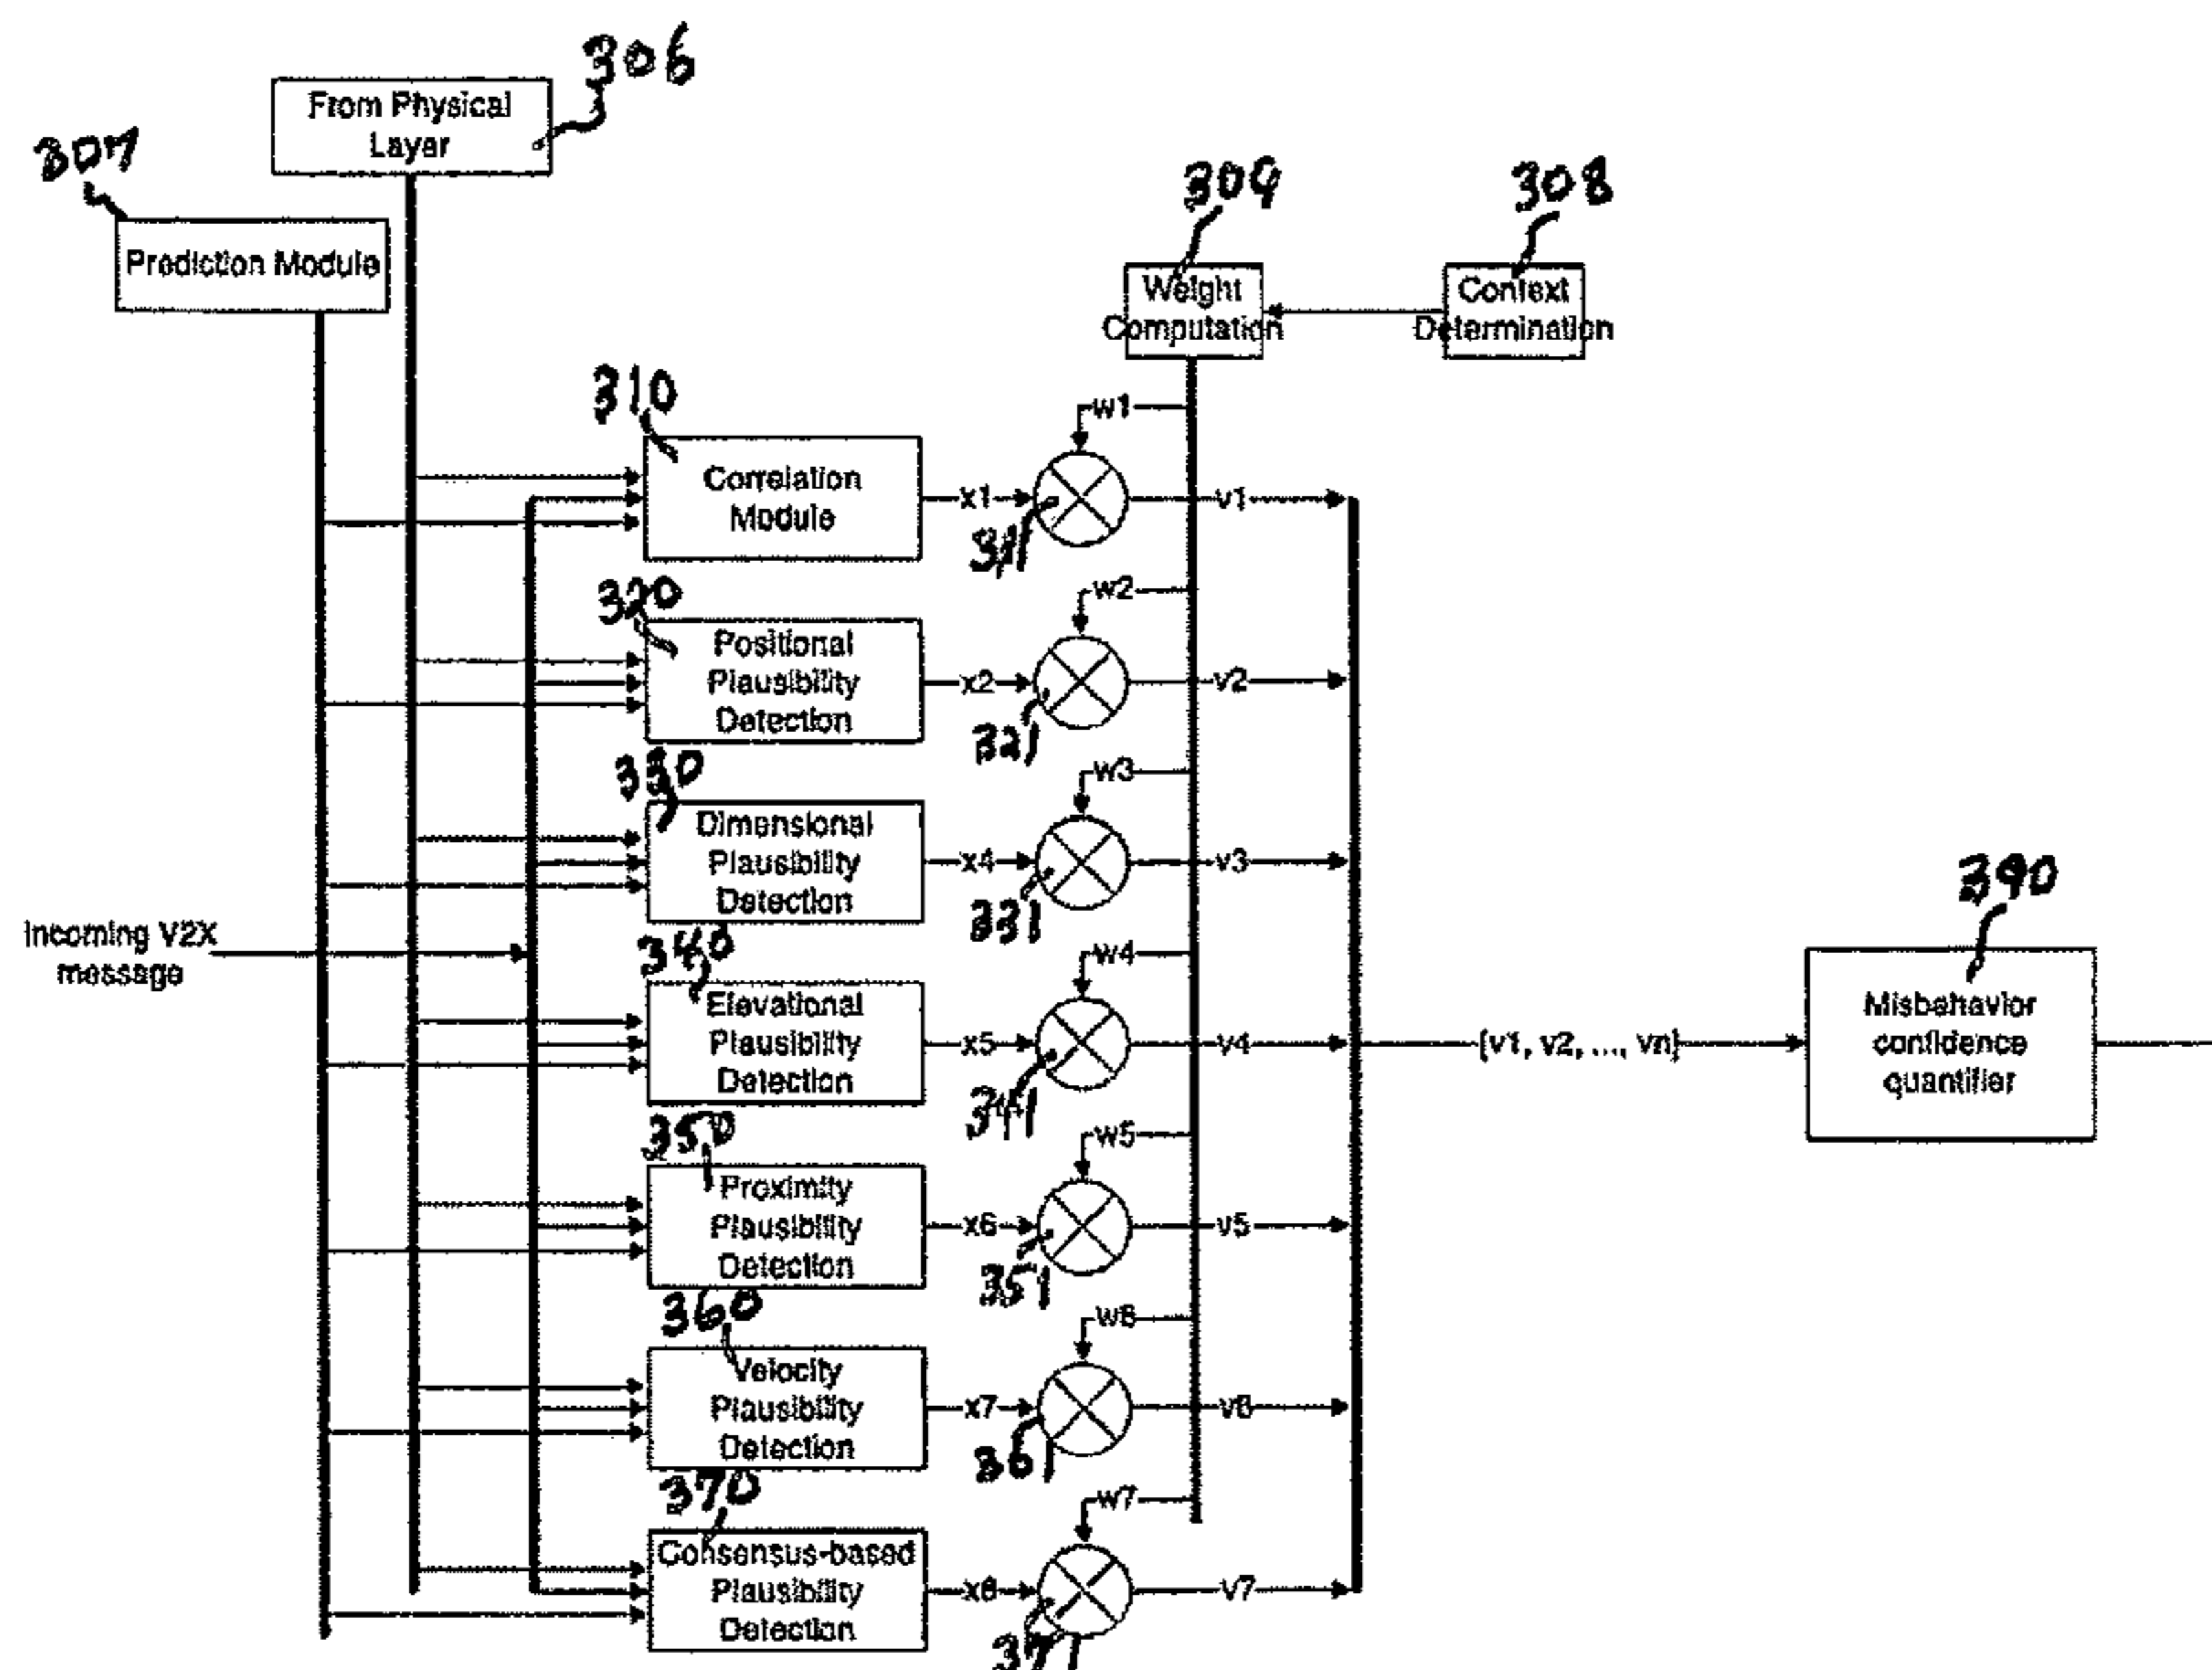 306
From Physical
Layer
307
Prediction Module
309
Weight
Computation
308
Context
Determination
310
Correlation
Module
x1
w1
311
v1
320
Positional
Plausibility
Detection
x2
w2
321
v2
330
Dimensional
Plausibility
Detection
x4
w3
331
v3
Incoming V2X
message
340
Elevational
Plausibility
Detection
x5
w4
341
v4
350
Proximity
Plausibility
Detection
x6
w5
351
v5
360
Velocity
Plausibility
Detection
x7
w6
361
v6
370
Consensus-based
Plausibility
Detection
x8
w7
371
v7
{v1, v2, ..., vn}
390
Misbehavior
confidence
quantifier